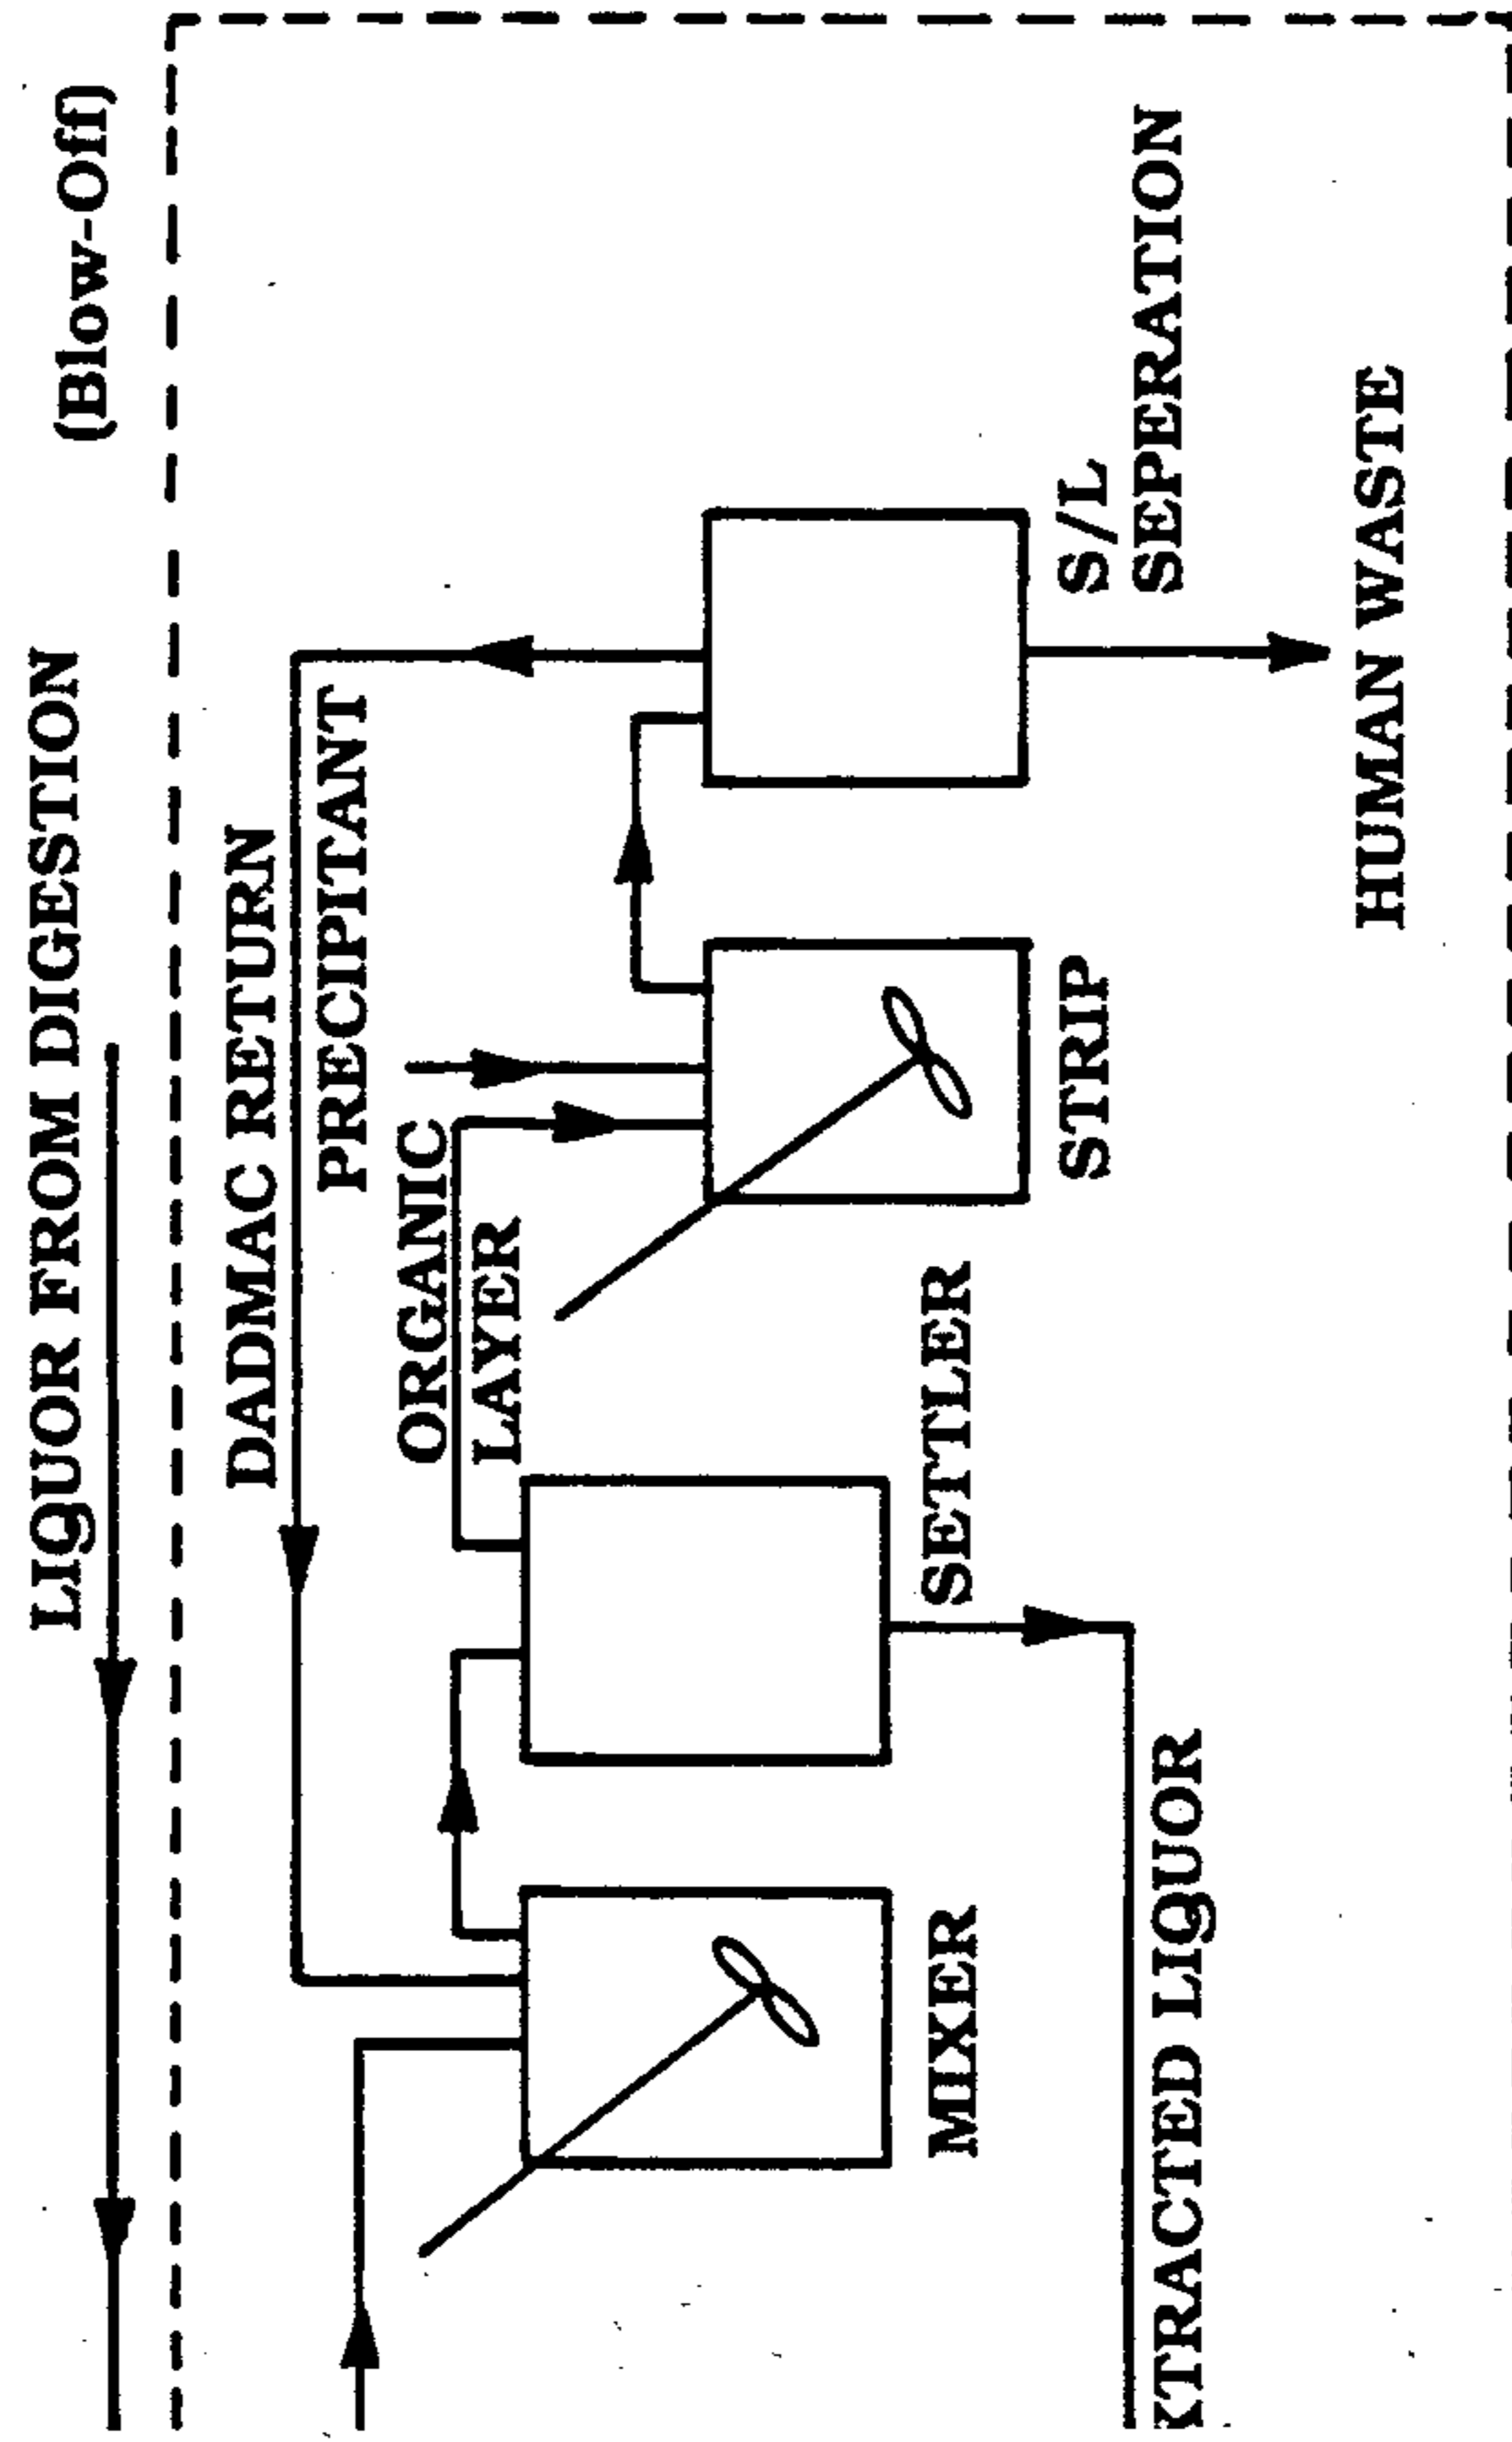 LIQUOR FROM DIGESTION
(Blow-Off)
DADMAC RETURN
PRECIPITANT
ORGANIC
LAYER
MIXER
SETTLER
STRIP
S/L
SEPERATION
XTRACTED LIQUOR
HUMAN WASTE